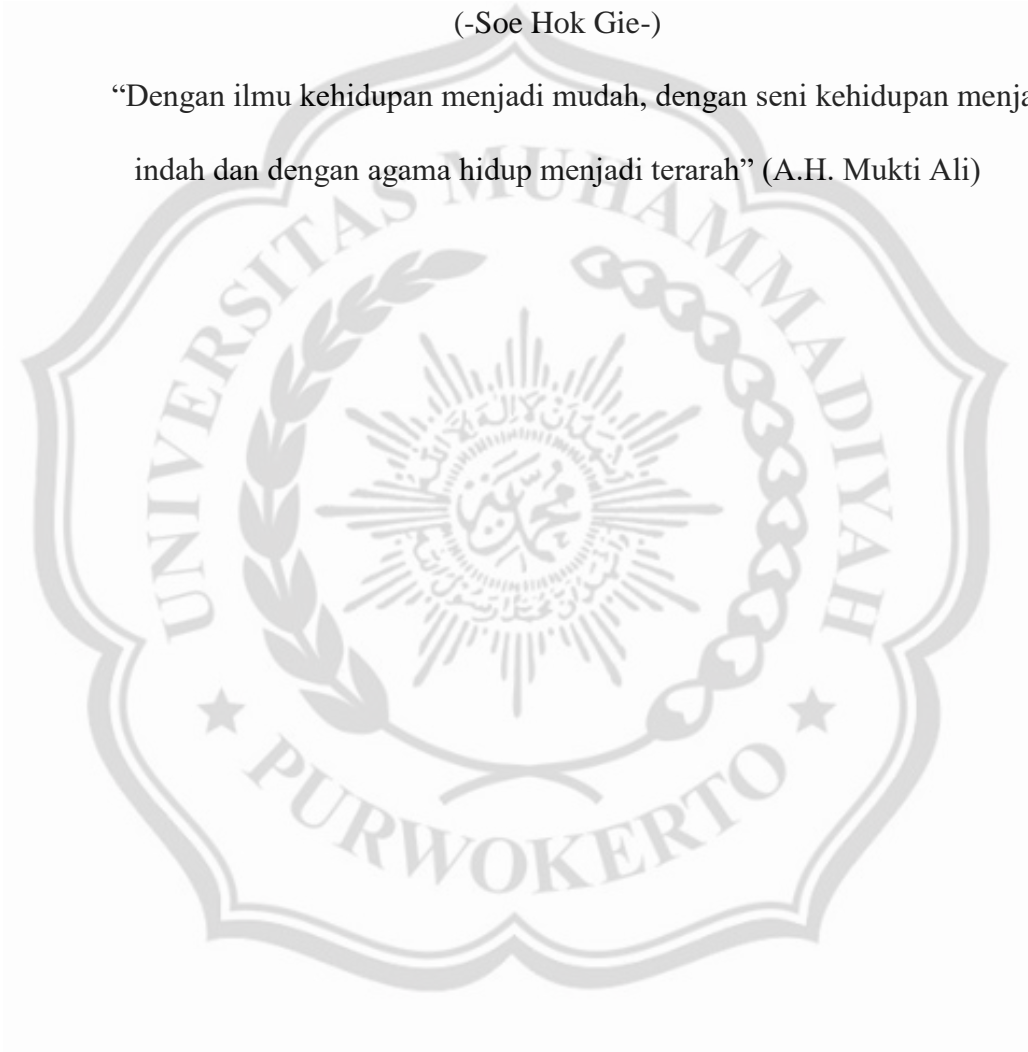 (-Soe Hok Gie-)
“Dengan ilmu kehidupan menjadi mudah, dengan seni kehidupan menja
indah dan dengan agama hidup menjadi terarah” (A.H. Mukti Ali)
UNIVERSITAS MUHAMMADIYAH
محمد
PURWOKERTO